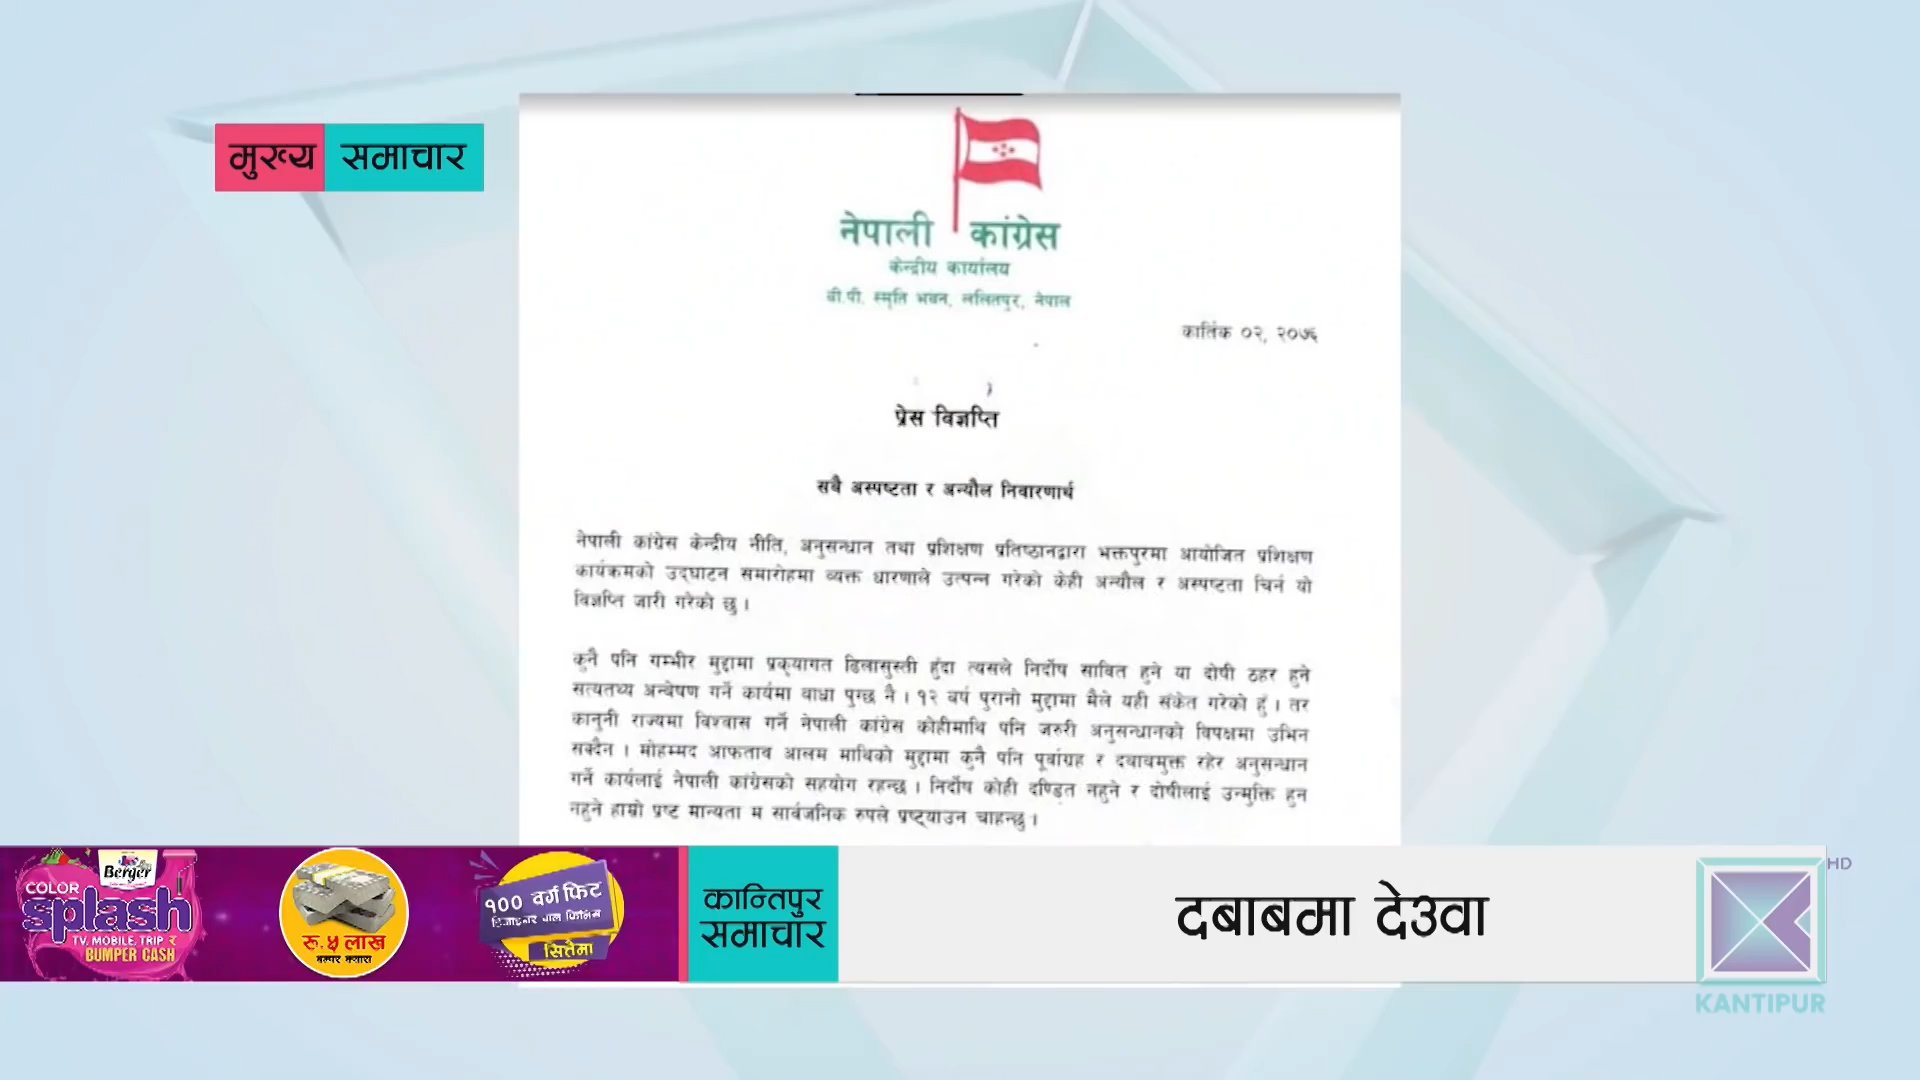 मुख्य समाचार
नेपाली कांग्रेस
केन्द्रीय कार्यालय
बी.पी. स्मृति भवन, ललितपुर, नेपाल
कार्तिक ०२, २०७६
प्रेस विज्ञप्ति
सबै अस्पष्टता र अन्यौल निवारणार्थ
नेपाली कांग्रेस केन्द्रीय नीति, अनुसन्धान तथा प्रशिक्षण प्रतिष्ठानद्वारा भक्तपुरमा आयोजित प्रशिक्षण
कार्यक्रमको उद्घाटन समारोहमा व्यक्त धारणाले उत्पन्न गरेको केही अन्यौल र अस्पष्टता चिर्न यो
विज्ञप्ति जारी गरेको छु ।
कुनै पनि गम्भीर मुद्दामा प्रकृयागत ढिलासुस्ती हुंदा त्यसले निर्दोष सावित हुने या दोषी ठहर हुने
सत्यतथ्य अन्वेषण गर्ने कार्यमा बाधा पुग्छ नै । १२ बर्ष पुरानो मुद्दामा मैले यही संकेत गरेको हुँ । तर
कानुनी राज्यमा विश्वास गर्ने नेपाली कांग्रेस कोहीमाथि पनि जरुरी अनुसन्धानको विपक्षमा उभिन
सक्दैन । मोहम्मद आफताव आलम माथिको मुद्दामा कुनै पनि पूर्वाग्रह र दवावमुक्त रहेर अनुसन्धान
गर्ने कार्यलाई नेपाली कांग्रेसको सहयोग रहन्छ । निर्दोष कोही दण्डित नहुने र दोषीलाई उन्मुक्ति हुन
नहुने हाम्रो प्रष्ट मान्यता म सार्वजनिक रुपले प्रष्ट्याउन चाहन्छु ।
Berger
COLOR
splash
TV, MOBILE, TRIP र
BUMPER CASH
रु. ५ लाख
बम्पर क्यास
१०० वर्ग फिट
डिजाइनर वाल फिनिस
सित्तैमा
कान्तिपुर
समाचार
दबाबमा देउवा
HD
KANTIPUR